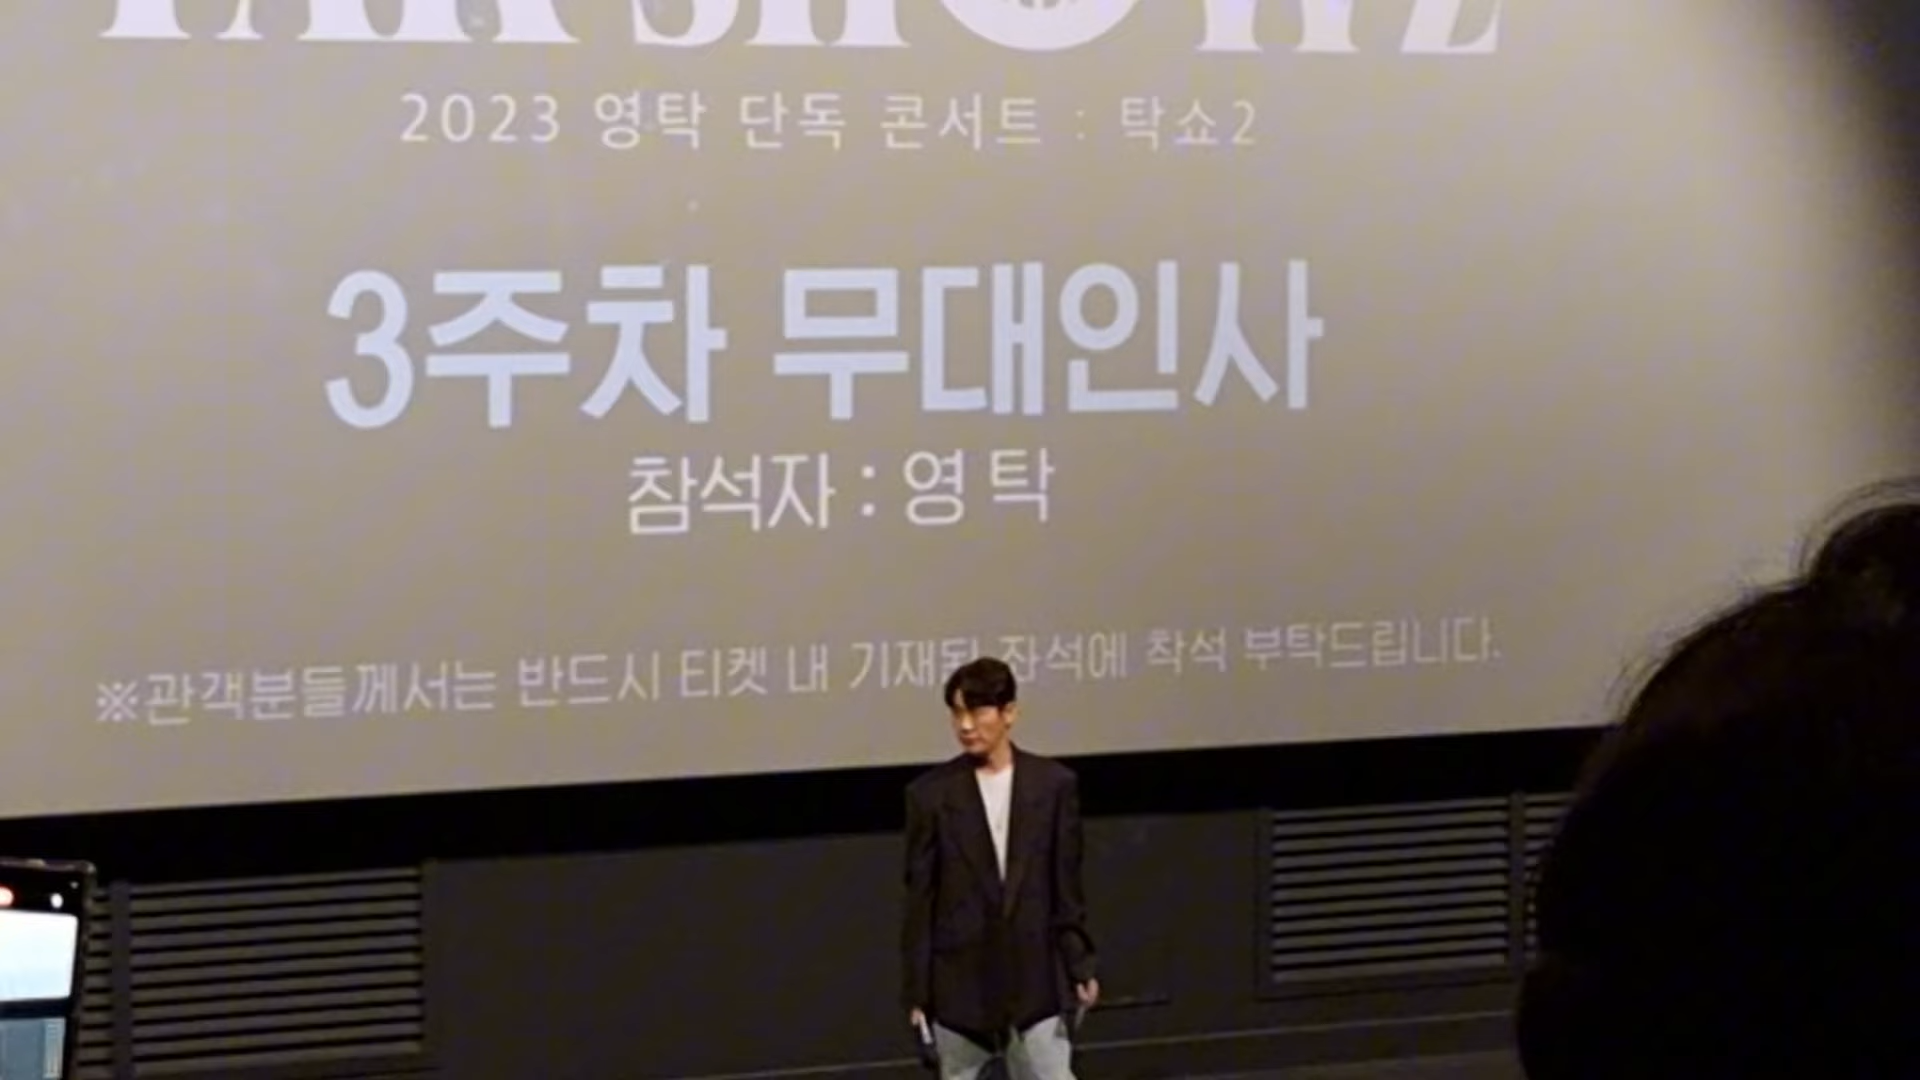 TAK SHOW2
2023 영탁 단독 콘서트 : 탁쇼2
3주차 무대인사
참석자 : 영탁
※관객분들께서는 반드시 티켓 내 기재된 좌석에 착석 부탁드립니다.